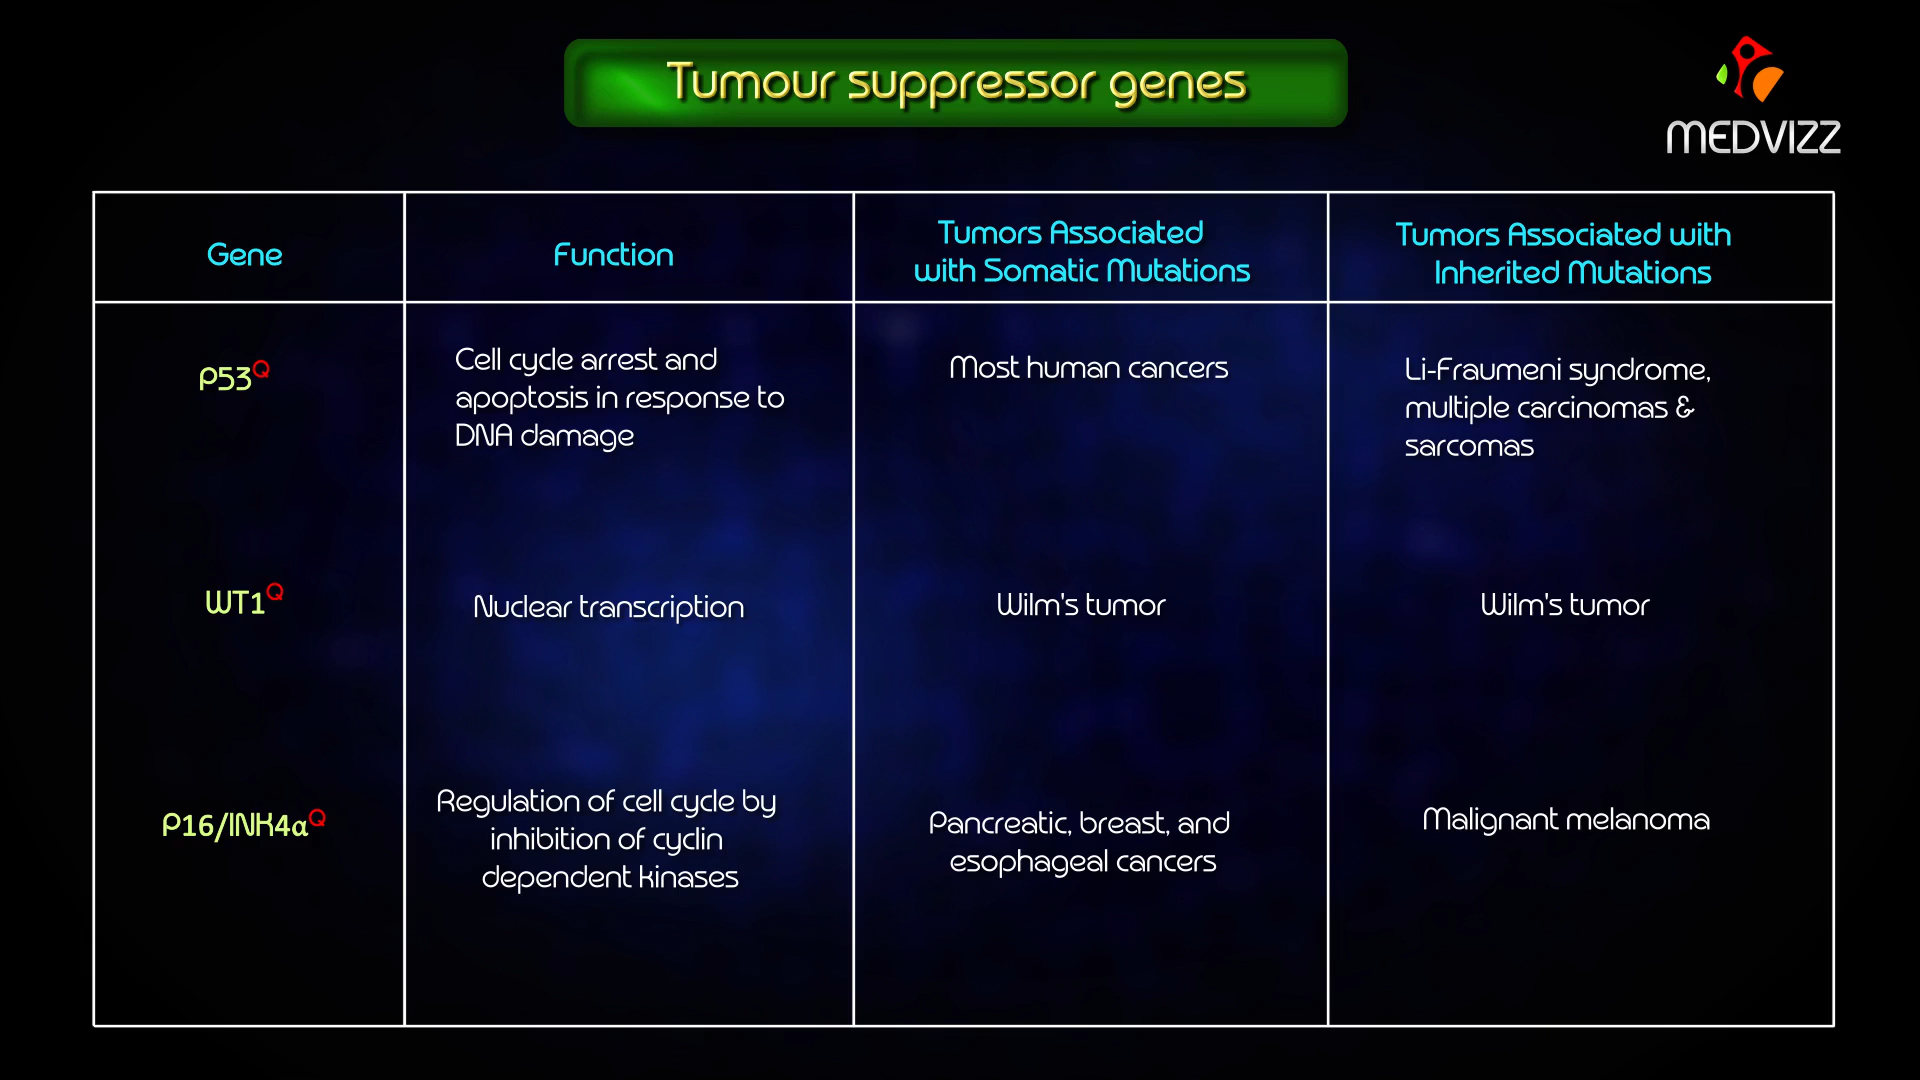 Tumour suppressor genes
MEDVIZZ
Gene
Function
Tumors Associated
with Somatic Mutations
Tumors Associated with
Inherited Mutations
P53Q
Cell cycle arrest and
apoptosis in response to
DNA damage
Most human cancers
Li-Fraumeni syndrome,
multiple carcinomas &
sarcomas
WT1Q
Nuclear transcription
Wilm's tumor
Wilm's tumor
P16/INK4αQ
Regulation of cell cycle by
inhibition of cyclin
dependent kinases
Pancreatic, breast, and
esophageal cancers
Malignant melanoma